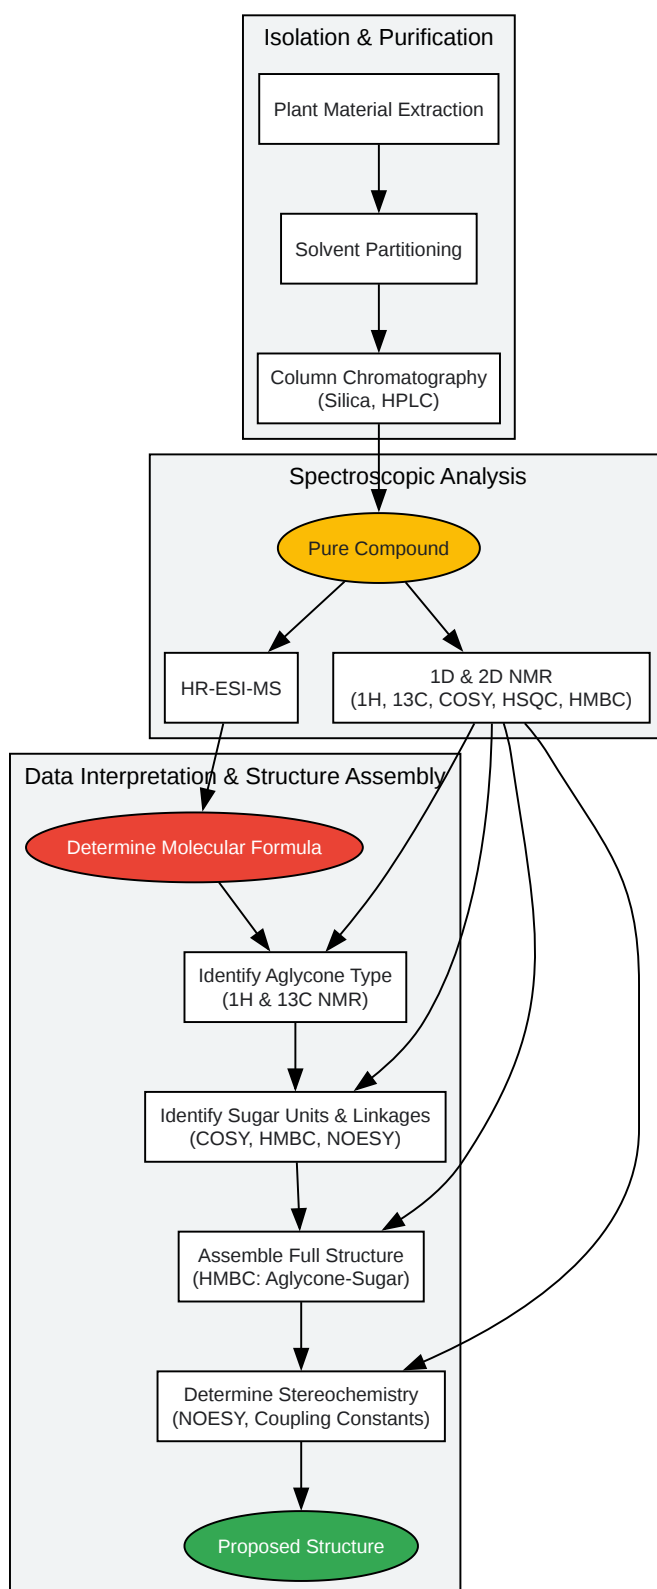 Isolation & Purification
Plant Material Extraction
Solvent Partitioning
Column Chromatography
(Silica, HPLC)
Spectroscopic Analysis
Pure Compound
HR-ESI-MS
1D & 2D NMR
(1H, 13C, COSY, HSQC, HMBC)
Data Interpretation & Structure Assembly
Determine Molecular Formula
Identify Aglycone Type
(1H & 13C NMR)
Identify Sugar Units & Linkages
(COSY, HMBC, NOESY)
Assemble Full Structure
(HMBC: Aglycone-Sugar)
Determine Stereochemistry
(NOESY, Coupling Constants)
Proposed Structure